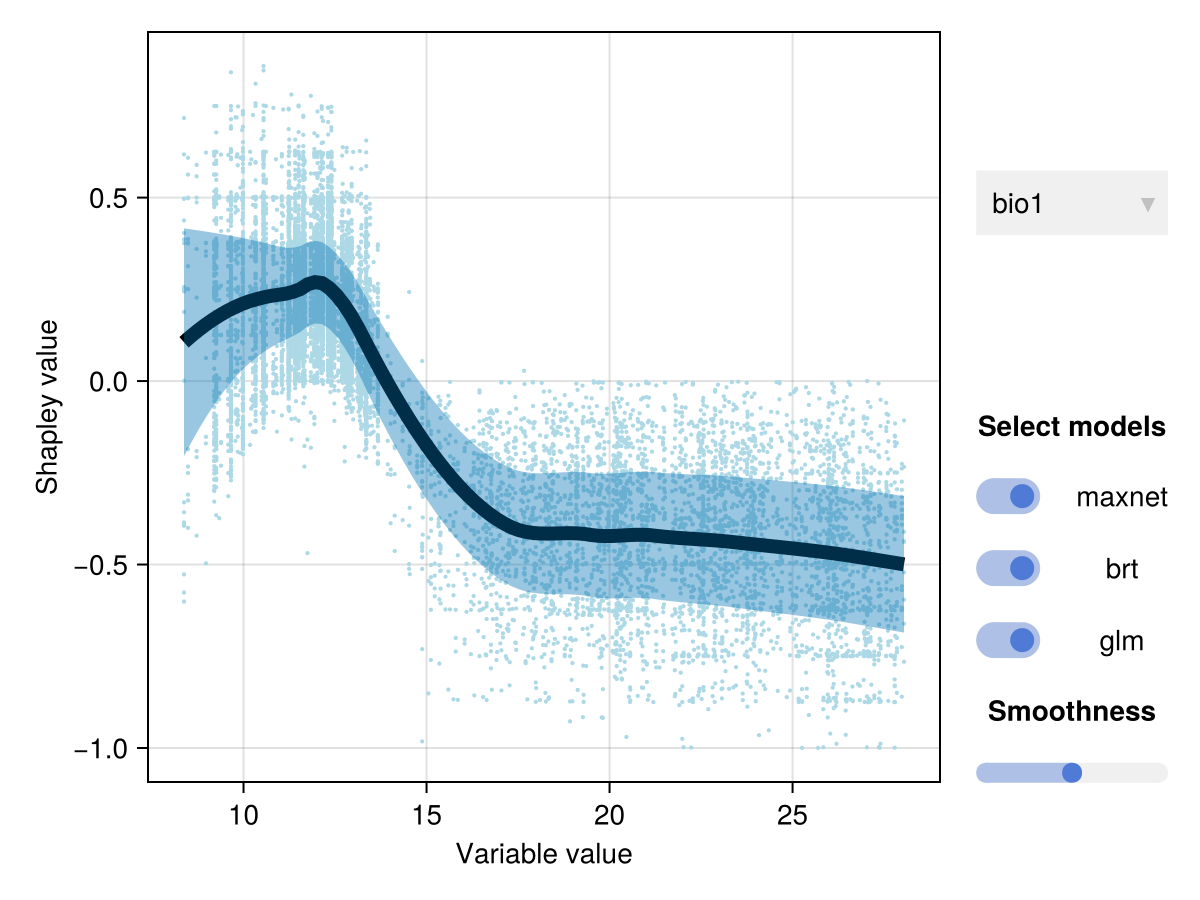 0.5
0.0
−0.5
−1.0
Shapley value
10 15 20 25
Variable value
bio1
Select models
maxnet
brt
glm
Smoothness